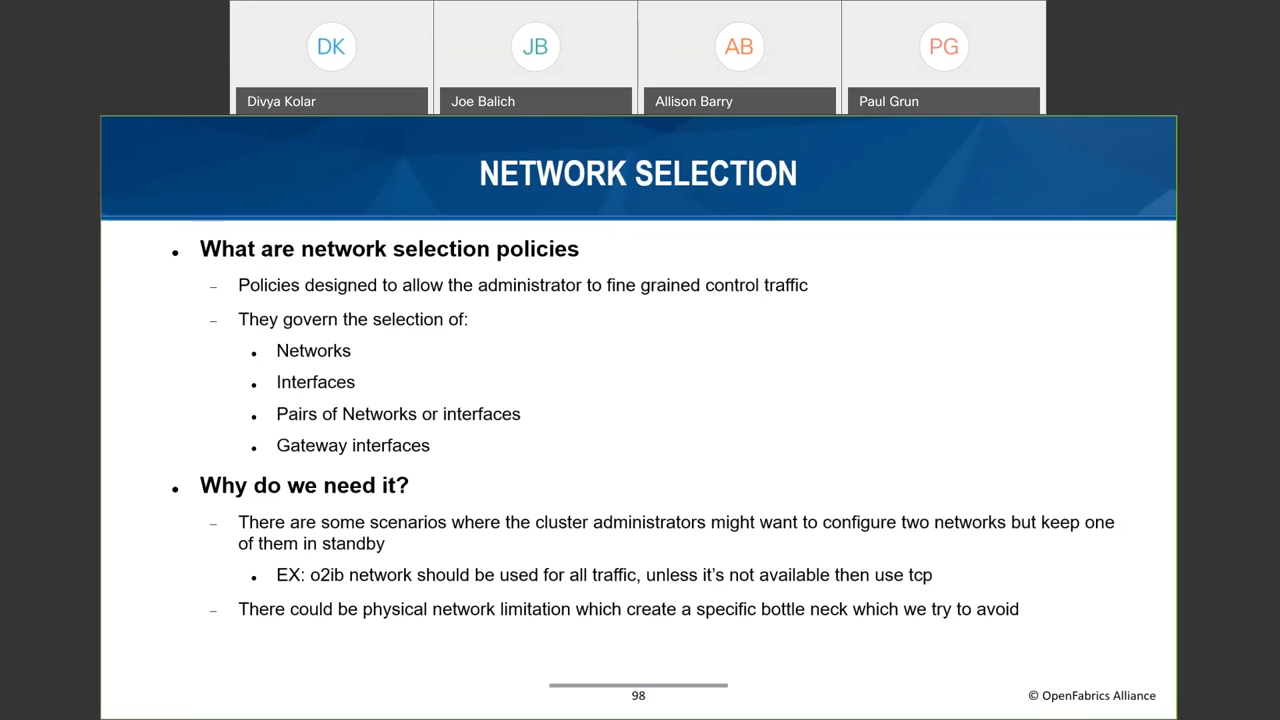 DK
JB
AB
PG
Divya Kolar
Joe Balich
Allison Barry
Paul Grun
NETWORK SELECTION
• What are network selection policies
– Policies designed to allow the administrator to fine grained control traffic
– They govern the selection of:
• Networks
• Interfaces
• Pairs of Networks or interfaces
• Gateway interfaces
• Why do we need it?
– There are some scenarios where the cluster administrators might want to configure two networks but keep one
of them in standby
• EX: o2ib network should be used for all traffic, unless it's not available then use tcp
– There could be physical network limitation which create a specific bottle neck which we try to avoid
98
© OpenFabrics Alliance